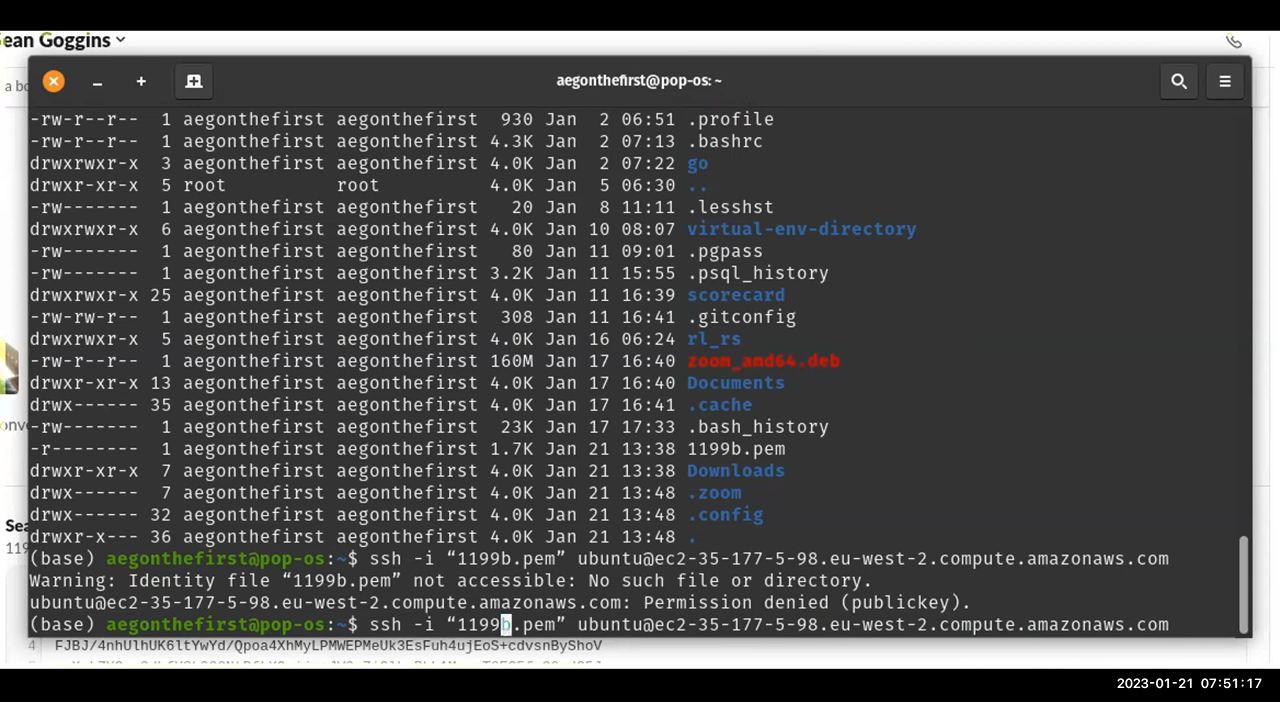 ean Goggins
a bo
aegonthefirst@pop-os: ~
-rw-r--r-- 1 aegonthefirst aegonthefirst 930 Jan 2 06:51 .profile
-rw-r--r-- 1 aegonthefirst aegonthefirst 4.3K Jan 2 07:13 .bashrc
drwxrwxr-x 3 aegonthefirst aegonthefirst 4.0K Jan 2 07:22 go
drwxr-xr-x 5 root root 4.0K Jan 5 06:30 ..
-rw------- 1 aegonthefirst aegonthefirst 20 Jan 8 11:11 .lesshst
drwxrwxr-x 6 aegonthefirst aegonthefirst 4.0K Jan 10 08:07 virtual-env-directory
-rw------- 1 aegonthefirst aegonthefirst 80 Jan 11 09:01 .pgpass
-rw------- 1 aegonthefirst aegonthefirst 3.2K Jan 11 15:55 .psql_history
drwxrwxr-x 25 aegonthefirst aegonthefirst 4.0K Jan 11 16:39 scorecard
-rw-rw-r-- 1 aegonthefirst aegonthefirst 308 Jan 11 16:41 .gitconfig
drwxrwxr-x 5 aegonthefirst aegonthefirst 4.0K Jan 16 06:24 rl_rs
-rw-rw-r-- 1 aegonthefirst aegonthefirst 160M Jan 17 16:40 zoom_amd64.deb
drwxr-xr-x 13 aegonthefirst aegonthefirst 4.0K Jan 17 16:40 Documents
drwx------ 35 aegonthefirst aegonthefirst 4.0K Jan 17 16:41 .cache
-rw------- 1 aegonthefirst aegonthefirst 23K Jan 17 17:33 .bash_history
-r-------- 1 aegonthefirst aegonthefirst 1.7K Jan 21 13:38 1199b.pem
drwxr-xr-x 7 aegonthefirst aegonthefirst 4.0K Jan 21 13:38 Downloads
drwx------ 7 aegonthefirst aegonthefirst 4.0K Jan 21 13:48 .zoom
drwx------ 32 aegonthefirst aegonthefirst 4.0K Jan 21 13:48 .config
drwxr-x--- 36 aegonthefirst aegonthefirst 4.0K Jan 21 13:48 .
(base) aegonthefirst@pop-os:~$ ssh -i “1199b.pem” ubuntu@ec2-35-177-5-98.eu-west-2.compute.amazonaws.com
Warning: Identity file “1199b.pem” not accessible: No such file or directory.
ubuntu@ec2-35-177-5-98.eu-west-2.compute.amazonaws.com: Permission denied (publickey).
(base) aegonthefirst@pop-os:~$ ssh -i “1199b.pem” ubuntu@ec2-35-177-5-98.eu-west-2.compute.amazonaws.com
onve
Sea
119
4 FJBJ/4nhUlhUK6ltYwYd/Qpoa4XhMyLPMWEPMeUk3EsFuh4ujEoS+cdvsnByShoV
2023-01-21 07:51:17